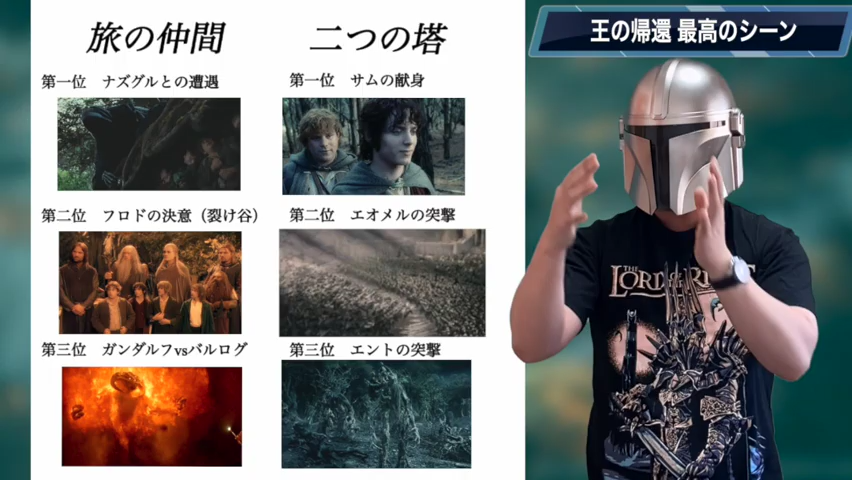 旅の仲間
二つの塔
王の帰還 最高のシーン
第一位 ナズグルとの遭遇
第一位 サムの献身
第二位 フロドの決意（裂け谷）
第二位 エオメルの突撃
第三位 ガンダルフvsバルログ
第三位 エントの突撃
THE
LORD OF THE RINGS